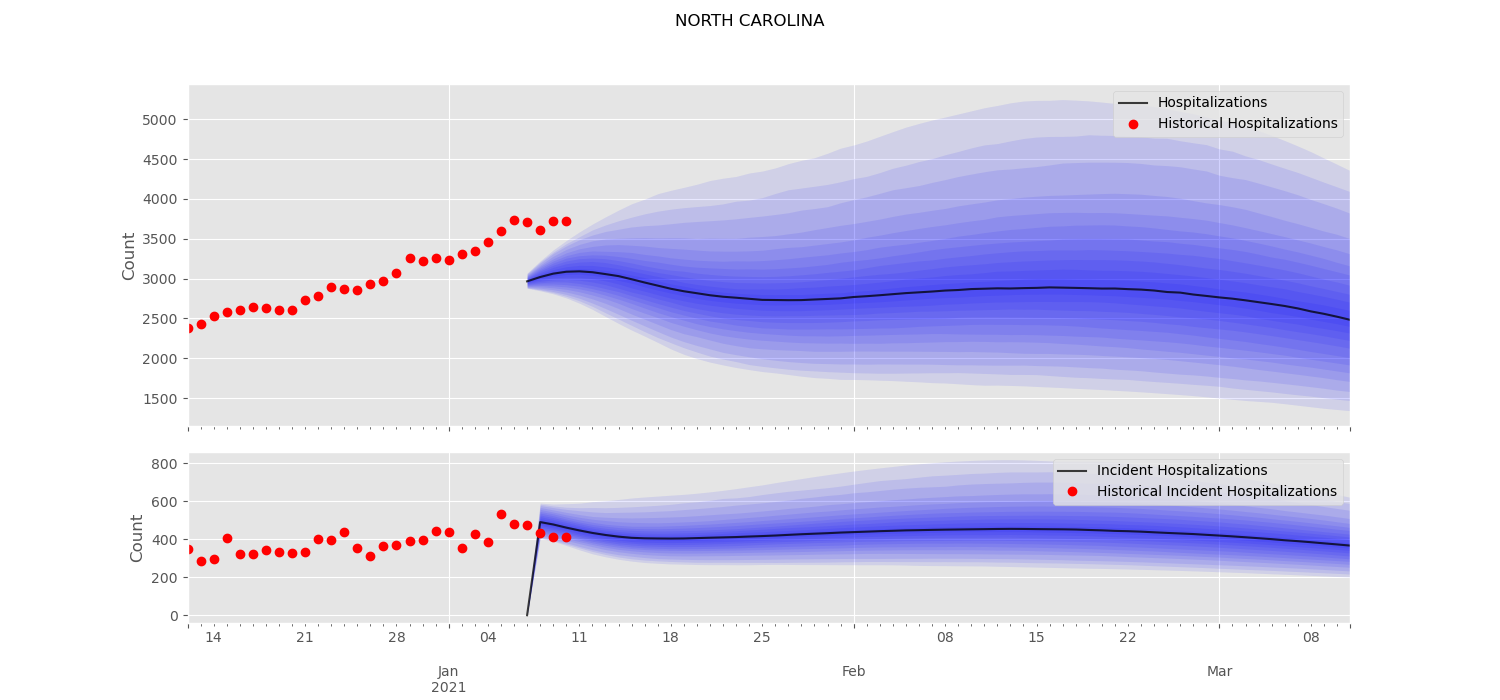 NORTH CAROLINA
Count
5000
4500
4000
3500
3000
2500
2000
1500
Hospitalizations
Historical Hospitalizations
Count
800
600
400
200
0
Incident Hospitalizations
Historical Incident Hospitalizations
14 21 28 04 11 18 25 08 15 22 08
Jan Feb Mar
2021